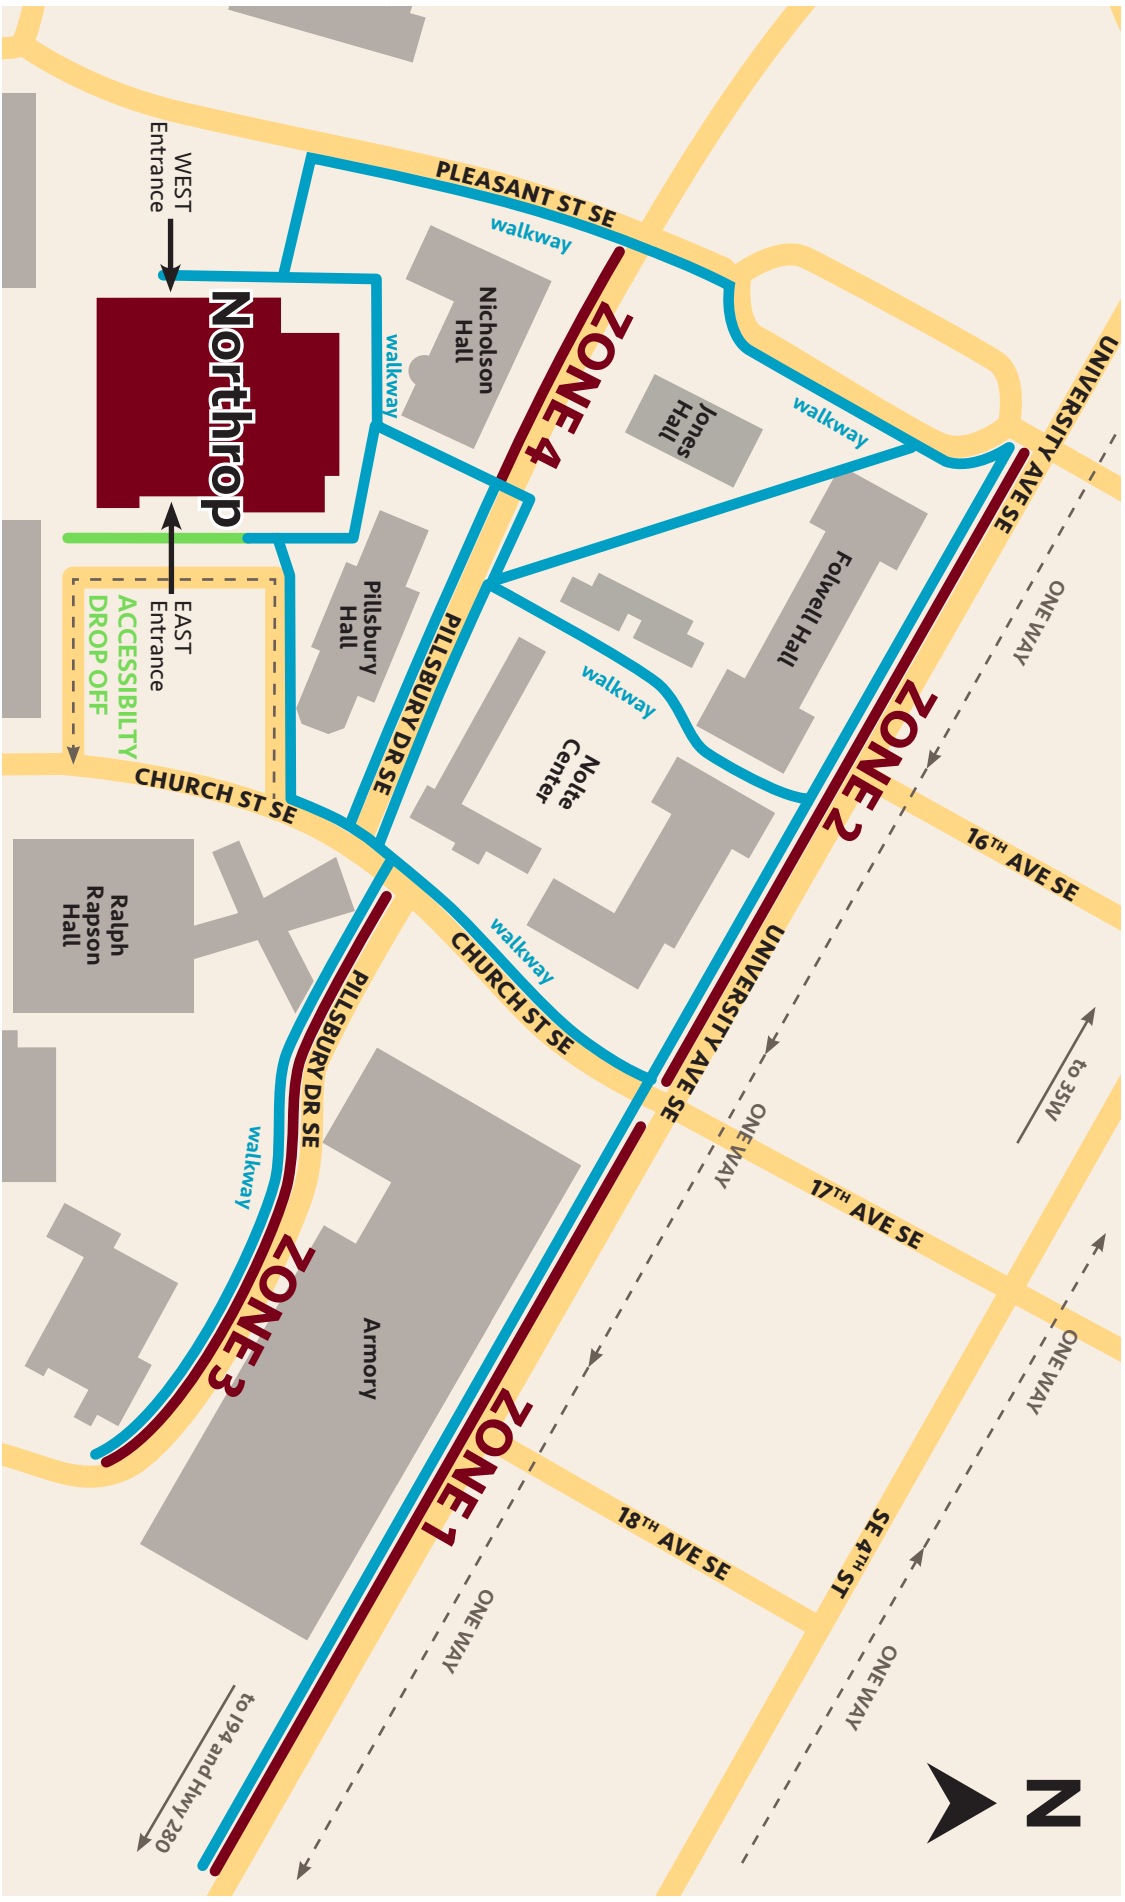 PLEASANT ST SE
walkway
WEST
Entrance
Northrop
EAST
Entrance
walkway
Nicholson
Hall
ZONE 4
Jones
Hall
walkway
UNIVERSITY AVE SE
ONE WAY
Folwell Hall
ZONE 2
16TH AVE SE
Pillsbury
Hall
PILLSBURY DR SE
walkway
Nolte
Center
ACCESSIBILTY
DROP OFF
CHURCH ST SE
Ralph
Rapson
Hall
walkway
CHURCH ST SE
UNIVERSITY AVE SE
ONE WAY
to 35W
17TH AVE SE
PILLSBURY DR SE
walkway
ZONE 3
Armory
ZONE 1
18TH AVE SE
ONE WAY
SE 4TH ST
ONE WAY
ONE WAY
to I94 and Hwy 280
N